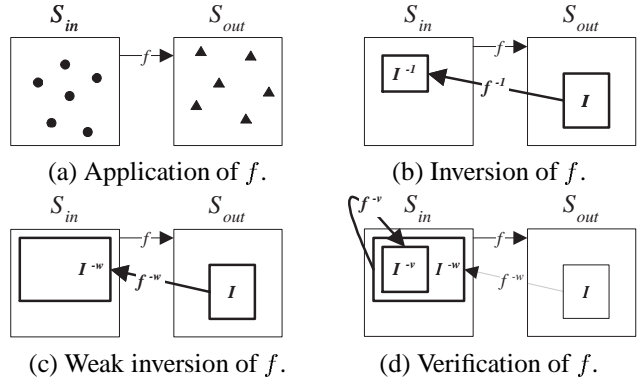 S_in S_out
f
(a) Application of f.
S_in S_out
f
I⁻¹ f⁻¹ I
(b) Inversion of f.
S_in S_out
f
I⁻ʷ f⁻ʷ I
(c) Weak inversion of f.
f⁻ᵛ S_in S_out
f
I⁻ᵛ I⁻ʷ f⁻ʷ I
(d) Verification of f.